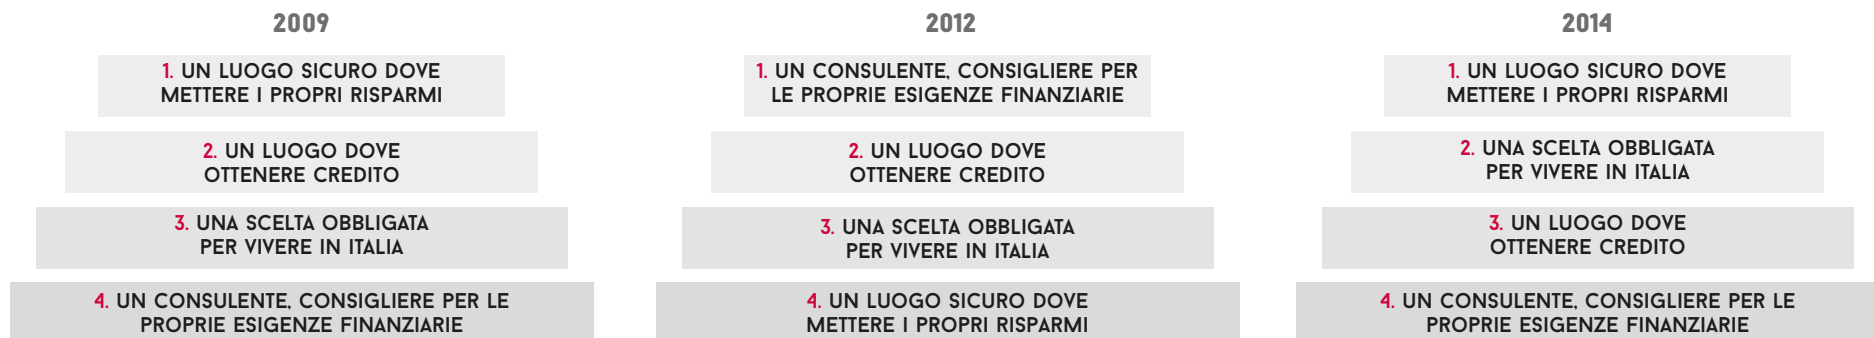 2009
1. UN LUOGO SICURO DOVE
METTERE I PROPRI RISPARMI
2. UN LUOGO DOVE
OTTENERE CREDITO
3. UNA SCELTA OBBLIGATA
PER VIVERE IN ITALIA
4. UN CONSULENTE, CONSIGLIERE PER LE
PROPRIE ESIGENZE FINANZIARIE
2012
1. UN CONSULENTE, CONSIGLIERE PER
LE PROPRIE ESIGENZE FINANZIARIE
2. UN LUOGO DOVE
OTTENERE CREDITO
3. UNA SCELTA OBBLIGATA
PER VIVERE IN ITALIA
4. UN LUOGO SICURO DOVE
METTERE I PROPRI RISPARMI
2014
1. UN LUOGO SICURO DOVE
METTERE I PROPRI RISPARMI
2. UNA SCELTA OBBLIGATA
PER VIVERE IN ITALIA
3. UN LUOGO DOVE
OTTENERE CREDITO
4. UN CONSULENTE, CONSIGLIERE PER LE
PROPRIE ESIGENZE FINANZIARIE